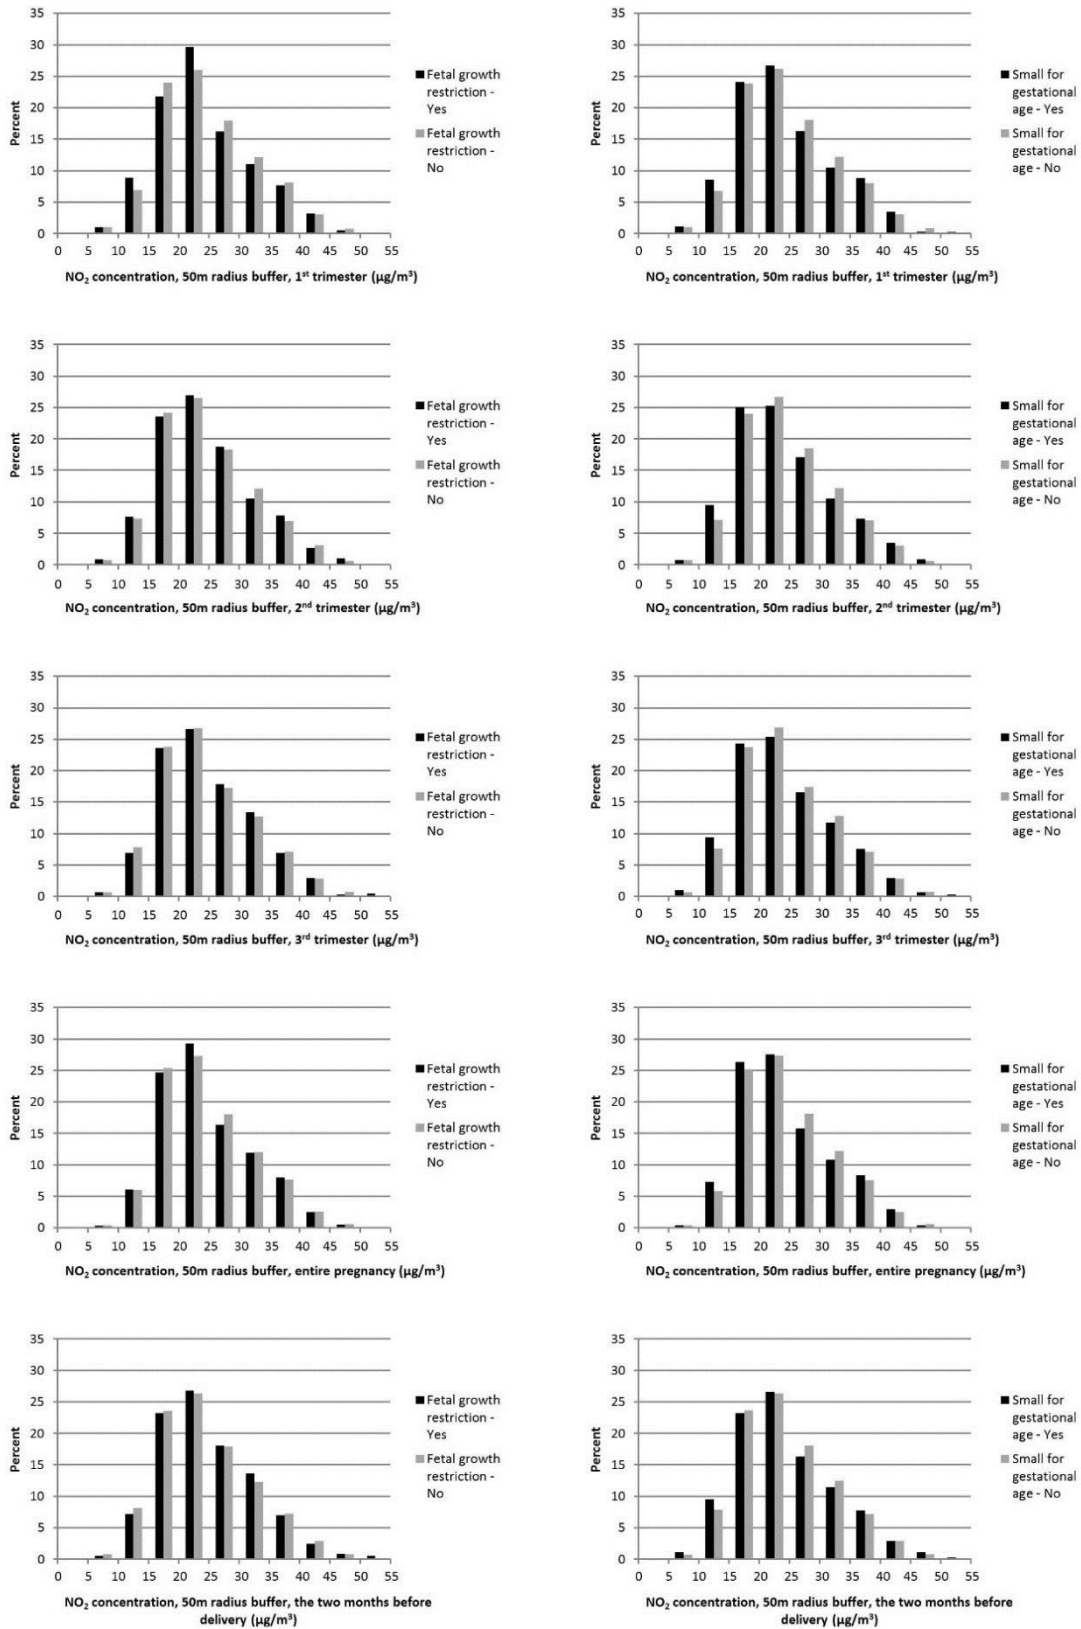 35
30
25
20
15
10
5
0
Percent
0 5 10 15 20 25 30 35 40 45 50 55
NO₂ concentration, 50m radius buffer, 1ˢᵗ trimester (µg/m³)
Fetal growth
restriction -
Yes
Fetal growth
restriction -
No
35
30
25
20
15
10
5
0
Percent
0 5 10 15 20 25 30 35 40 45 50 55
NO₂ concentration, 50m radius buffer, 1ˢᵗ trimester (µg/m³)
Small for
gestational
age - Yes
Small for
gestational
age - No
35
30
25
20
15
10
5
0
Percent
0 5 10 15 20 25 30 35 40 45 50 55
NO₂ concentration, 50m radius buffer, 2ⁿᵈ trimester (µg/m³)
Fetal growth
restriction -
Yes
Fetal growth
restriction -
No
35
30
25
20
15
10
5
0
Percent
0 5 10 15 20 25 30 35 40 45 50 55
NO₂ concentration, 50m radius buffer, 2ⁿᵈ trimester (µg/m³)
Small for
gestational
age - Yes
Small for
gestational
age - No
35
30
25
20
15
10
5
0
Percent
0 5 10 15 20 25 30 35 40 45 50 55
NO₂ concentration, 50m radius buffer, 3ʳᵈ trimester (µg/m³)
Fetal growth
restriction -
Yes
Fetal growth
restriction -
No
35
30
25
20
15
10
5
0
Percent
0 5 10 15 20 25 30 35 40 45 50 55
NO₂ concentration, 50m radius buffer, 3ʳᵈ trimester (µg/m³)
Small for
gestational
age - Yes
Small for
gestational
age - No
35
30
25
20
15
10
5
0
Percent
0 5 10 15 20 25 30 35 40 45 50 55
NO₂ concentration, 50m radius buffer, entire pregnancy (µg/m³)
Fetal growth
restriction -
Yes
Fetal growth
restriction -
No
35
30
25
20
15
10
5
0
Percent
0 5 10 15 20 25 30 35 40 45 50 55
NO₂ concentration, 50m radius buffer, entire pregnancy (µg/m³)
Small for
gestational
age - Yes
Small for
gestational
age - No
35
30
25
20
15
10
5
0
Percent
0 5 10 15 20 25 30 35 40 45 50 55
NO₂ concentration, 50m radius buffer, the two months before
delivery (µg/m³)
Fetal growth
restriction -
Yes
Fetal growth
restriction -
No
35
30
25
20
15
10
5
0
Percent
0 5 10 15 20 25 30 35 40 45 50 55
NO₂ concentration, 50m radius buffer, the two months before
delivery (µg/m³)
Small for
gestational
age - Yes
Small for
gestational
age - No